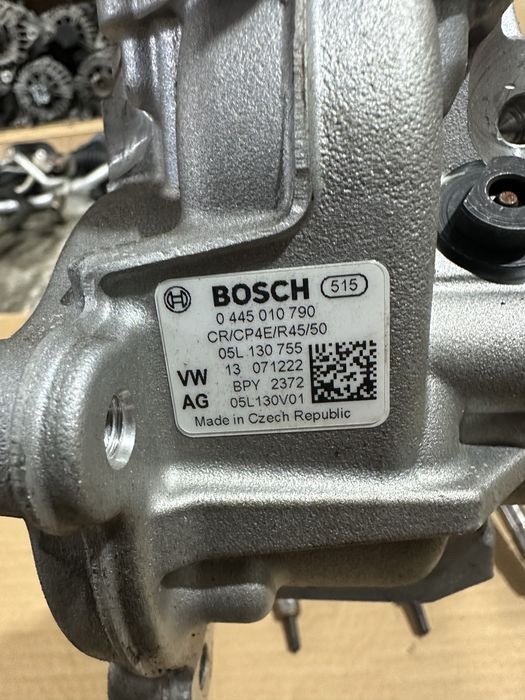 BOSCH 515
0 445 010 790
CR/CP4E/R45/50
05L 130 755
VW 13 071222
BPY 2372
AG 05L130V01
Made in Czech Republic